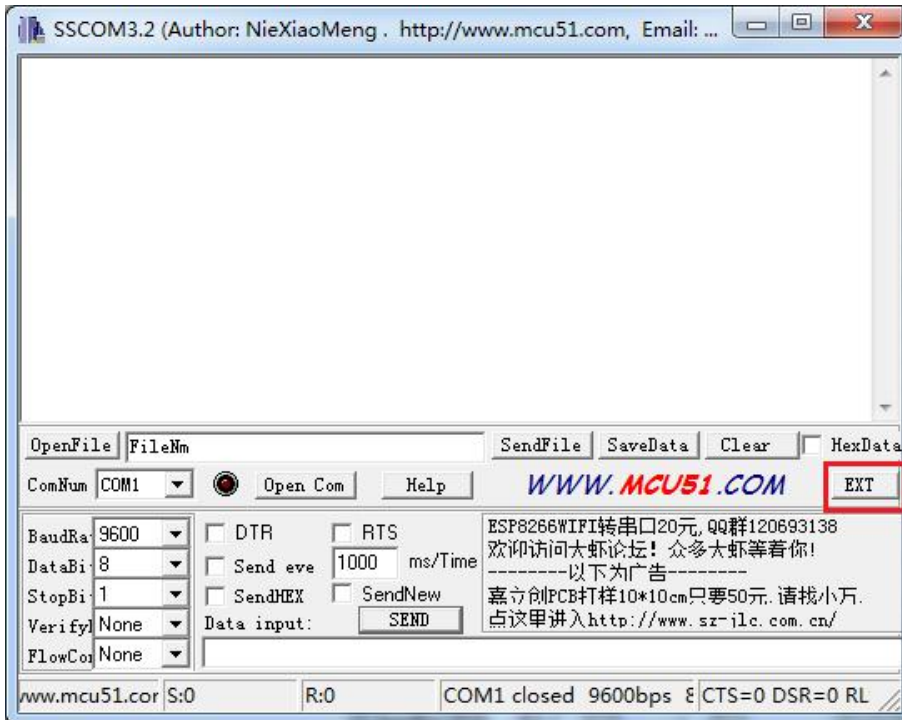 SSCOM3.2 (Author: NieXiaoMeng . http://www.mcu51.com, Email: ...
OpenFile FileNm SendFile SaveData Clear HexData
ComNum COM1 Open Com Help WWW.MCU51.COM EXT
BaudRa 9600 DTR RTS
DataBi 8 Send eve 1000 ms/Time
StopBi 1 SendHEX SendNew
Verify None Data input: SEND
FlowCo None
ESP8266WIFI转串口20元,QQ群120693138
欢迎访问大虾论坛! 众多大虾等着你!
--------以下为广告--------
嘉立创PCB打样10*10cm只要50元.请找小万.
点这里进入http://www.sz-jlc.com.cn/
www.mcu51.cor S:0 R:0 COM1 closed 9600bps 8 CTS=0 DSR=0 RL